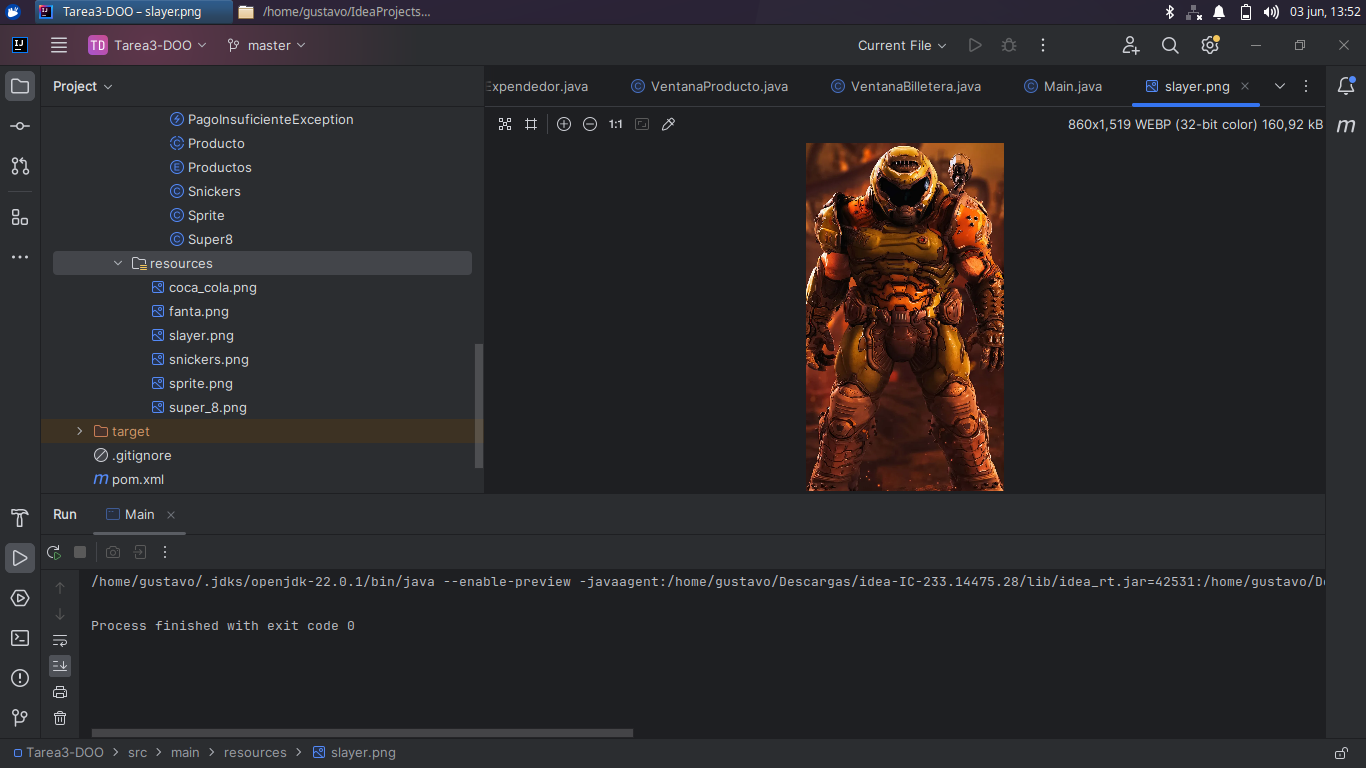 Tarea3-DOO – slayer.png
/home/gustavo/IdeaProjects...
03 jun, 13:52
TD Tarea3-DOO
master
Current File
Project
Expendedor.java
VentanaProducto.java
VentanaBilletera.java
Main.java
slayer.png
1:1
860x1,519 WEBP (32-bit color) 160,92 kB
PagoInsuficienteException
Producto
Productos
Snickers
Sprite
Super8
resources
coca_cola.png
fanta.png
slayer.png
snickers.png
sprite.png
super_8.png
target
.gitignore
pom.xml
Run
Main
/home/gustavo/.jdks/openjdk-22.0.1/bin/java --enable-preview -javaagent:/home/gustavo/Descargas/idea-IC-233.14475.28/lib/idea_rt.jar=42531:/home/gustavo/De
Process finished with exit code 0
Tarea3-DOO > src > main > resources > slayer.png